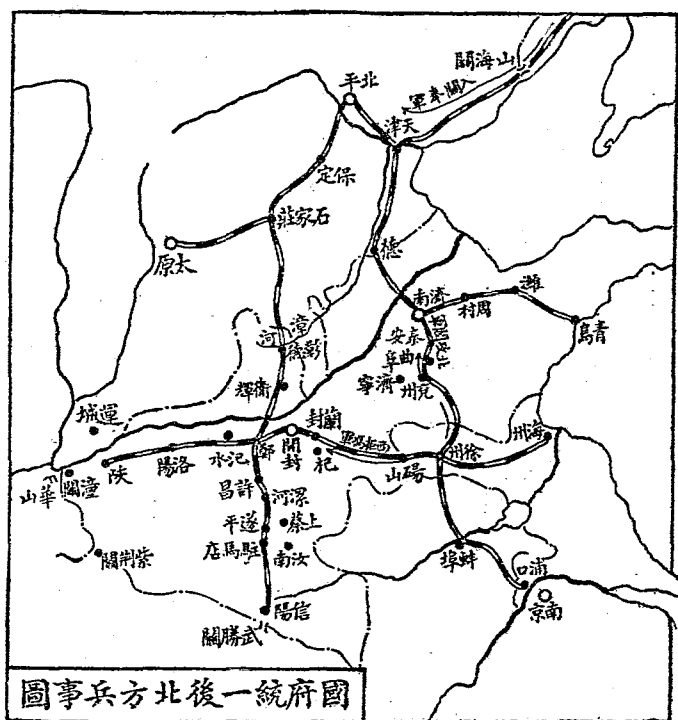 山海關
入關奉軍
北平
天津
保定
石家莊
太原
德
濟南
周村
濰
青島
泰安
曲阜
濟寧
兗州
漳河
彰德
衛輝
運城
蘭封
開封
杞
鄭
汜水
洛陽
陝
潼關
華山
碭山
徐州
海州
許昌
漯河
上蔡
遂平
駐馬店
汝南
紫荆關
信陽
武勝關
蚌埠
浦口
南京
國府統一後北方兵事圖